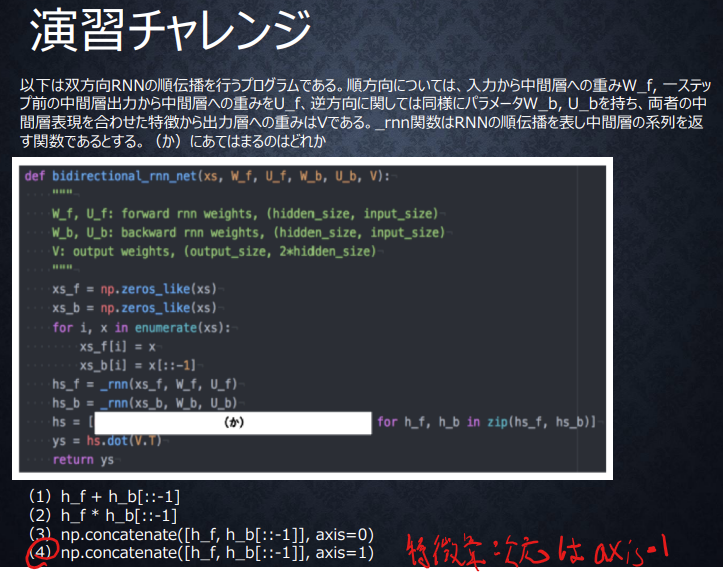 演習チャレンジ
以下は双方向RNNの順伝播を行うプログラムである。順方向については、入力から中間層への重みW_f, 一ステッ
プ前の中間層出力から中間層への重みをU_f、逆方向に関しては同様にパラメータW_b, U_bを持ち、両者の中
間層表現を合わせた特徴から出力層への重みはVである。_rnn関数はRNNの順伝播を表し中間層の系列を返
す関数であるとする。（か）にあてはまるのはどれか
def bidirectional_rnn_net(xs, W_f, U_f, W_b, U_b, V):
"""
W_f, U_f: forward rnn weights, (hidden_size, input_size)
W_b, U_b: backward rnn weights, (hidden_size, input_size)
V: output weights, (output_size, 2*hidden_size)
"""
xs_f = np.zeros_like(xs)
xs_b = np.zeros_like(xs)
for i, x in enumerate(xs):
xs_f[i] = x
xs_b[i] = x[::-1]
hs_f = _rnn(xs_f, W_f, U_f)
hs_b = _rnn(xs_b, W_b, U_b)
hs = [ （か） for h_f, h_b in zip(hs_f, hs_b)]
ys = hs.dot(V.T)
return ys
（1）h_f + h_b[::-1]
（2）h_f * h_b[::-1]
（3）np.concatenate([h_f, h_b[::-1]], axis=0)
（4）np.concatenate([h_f, h_b[::-1]], axis=1) 特徴 次元はaxis=1